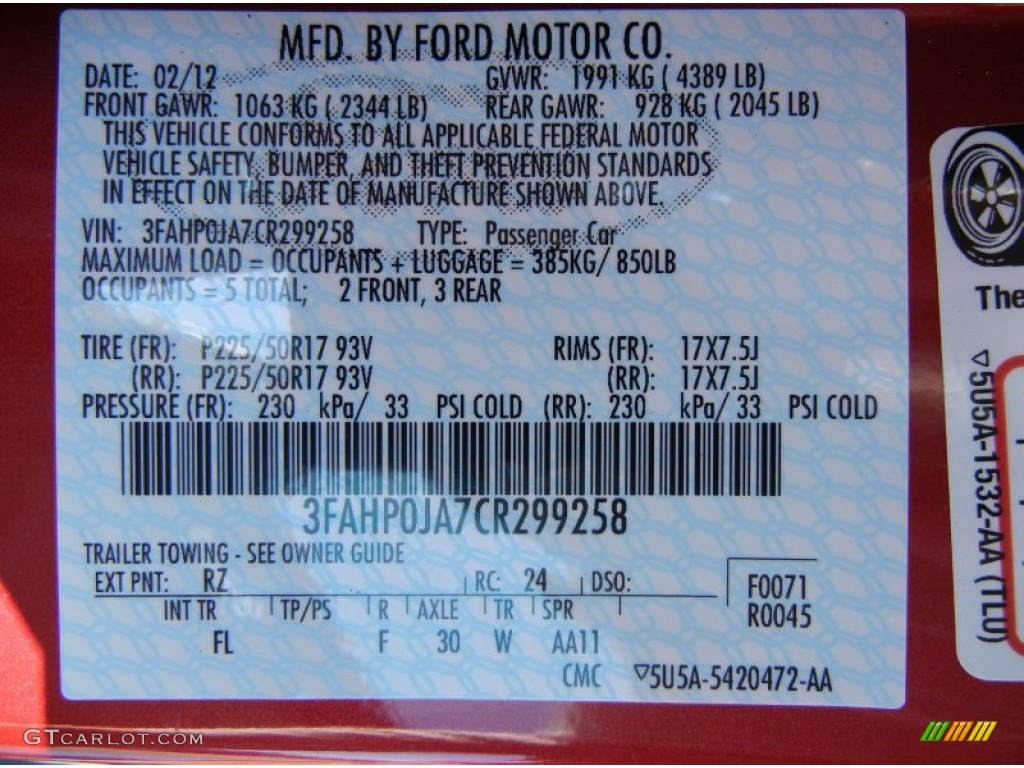 MFD. BY FORD MOTOR CO.
DATE: 02/12 GVWR: 1991 KG ( 4389 LB)
FRONT GAWR: 1063 KG ( 2344 LB) REAR GAWR: 928 KG ( 2045 LB)
THIS VEHICLE CONFORMS TO ALL APPLICABLE FEDERAL MOTOR
VEHICLE SAFETY, BUMPER, AND THEFT PREVENTION STANDARDS
IN EFFECT ON THE DATE OF MANUFACTURE SHOWN ABOVE.
VIN: 3FAHP0JA7CR299258 TYPE: Passenger Car
MAXIMUM LOAD = OCCUPANTS + LUGGAGE = 385KG/ 850LB
OCCUPANTS = 5 TOTAL; 2 FRONT, 3 REAR
TIRE (FR): P225/50R17 93V RIMS (FR): 17X7.5J
(RR): P225/50R17 93V (RR): 17X7.5J
PRESSURE (FR): 230 kPa/ 33 PSI COLD (RR): 230 kPa/ 33 PSI COLD
3FAHP0JA7CR299258
TRAILER TOWING - SEE OWNER GUIDE
EXT PNT: RZ RC: 24 DSO: F0071
R0045
INT TR TP/PS R AXLE TR SPR
FL F 30 W AA11
CMC ▽5U5A-5420472-AA
The
▽5U5A-1532-AA (TLU)
GTCARLOT.COM